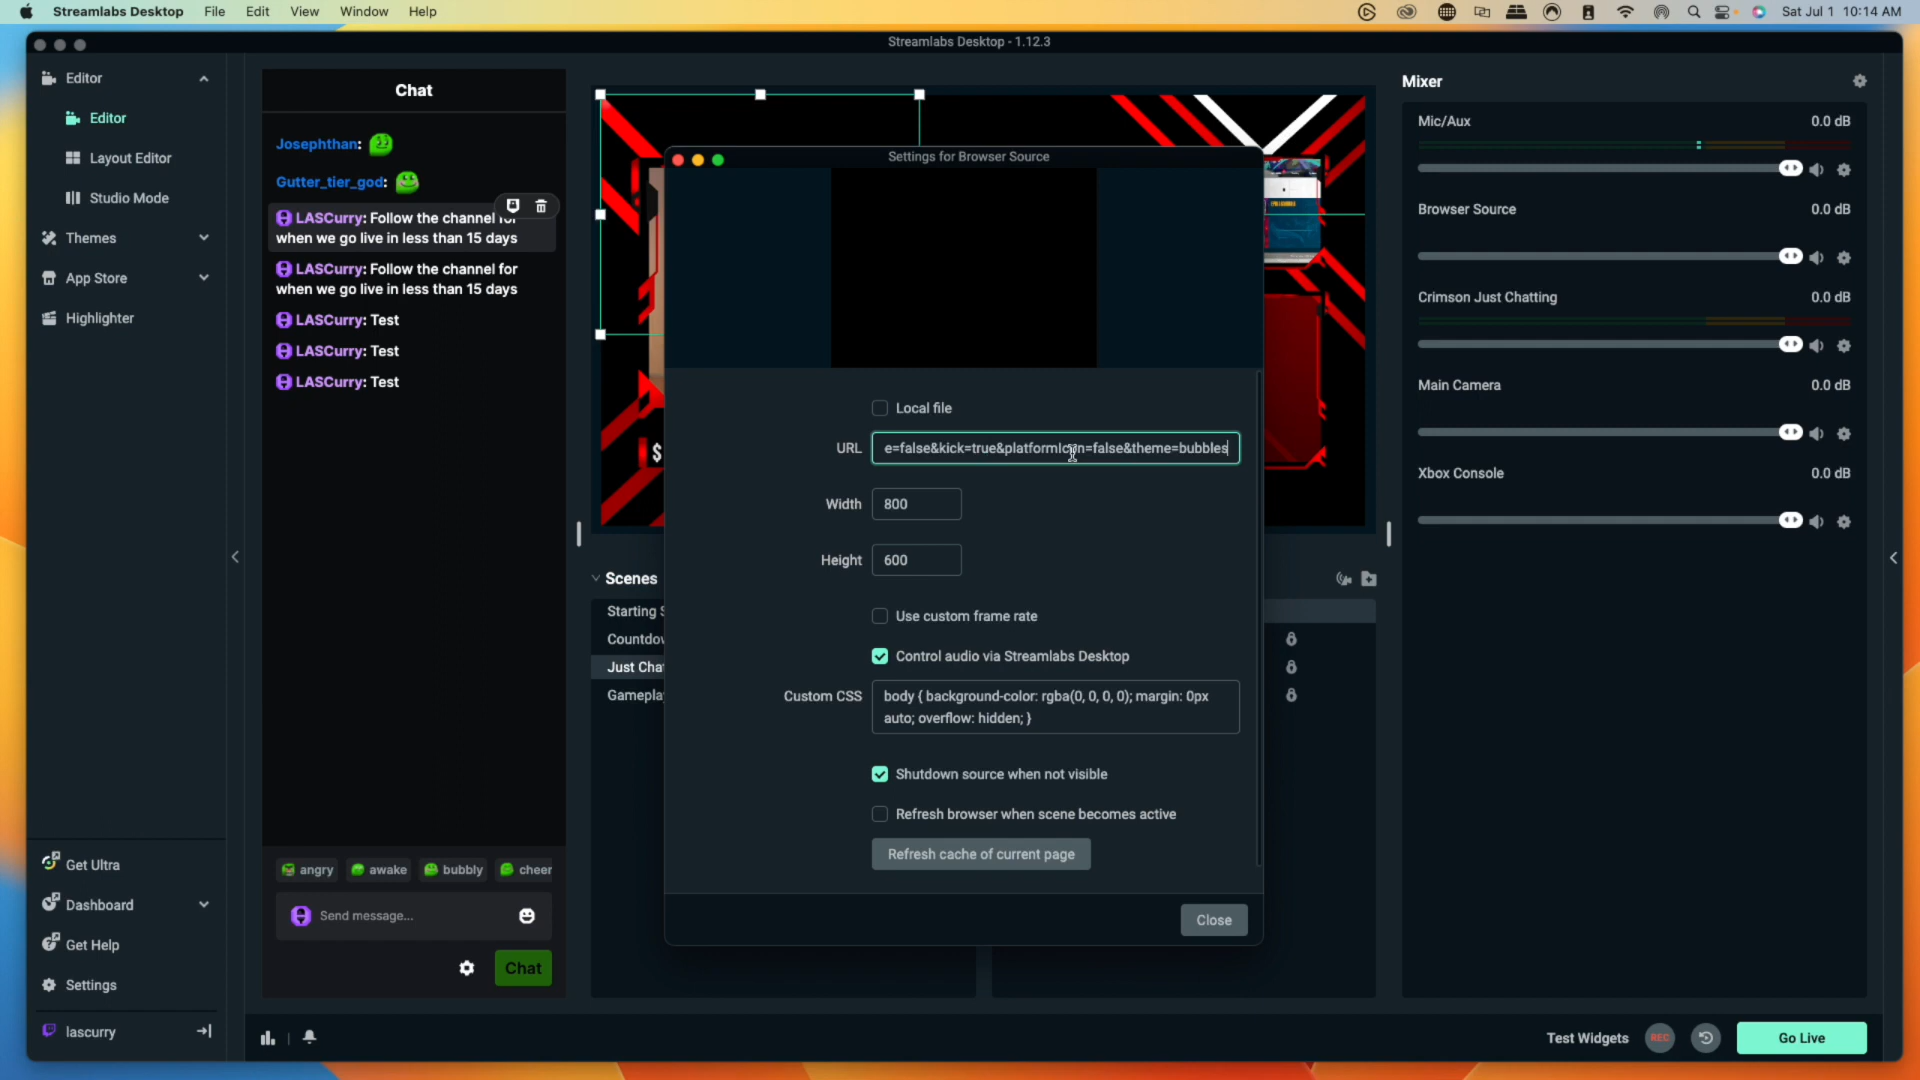 Streamlabs Desktop File Edit View Window Help
Sat Jul 1 10:14 AM
Streamlabs Desktop - 1.12.3
Editor
Editor
Layout Editor
Studio Mode
Themes
App Store
Highlighter
Get Ultra
Dashboard
Get Help
Settings
lascurry
Chat
Josephthan:
Gutter_tier_god:
LASCurry: Follow the channel for
when we go live in less than 15 days
LASCurry: Follow the channel for
when we go live in less than 15 days
LASCurry: Test
LASCurry: Test
LASCurry: Test
angry awake bubbly cheer
Send message...
Chat
$
Scenes
Starting S
Countdow
Just Cha
Gamepla
Settings for Browser Source
Local file
URL e=false&kick=true&platformIcon=false&theme=bubbles
Width 800
Height 600
Use custom frame rate
Control audio via Streamlabs Desktop
Custom CSS body { background-color: rgba(0, 0, 0, 0); margin: 0px
auto; overflow: hidden; }
Shutdown source when not visible
Refresh browser when scene becomes active
Refresh cache of current page
Close
Mixer
Mic/Aux 0.0 dB
Browser Source 0.0 dB
Crimson Just Chatting 0.0 dB
Main Camera 0.0 dB
Xbox Console 0.0 dB
Test Widgets REC Go Live